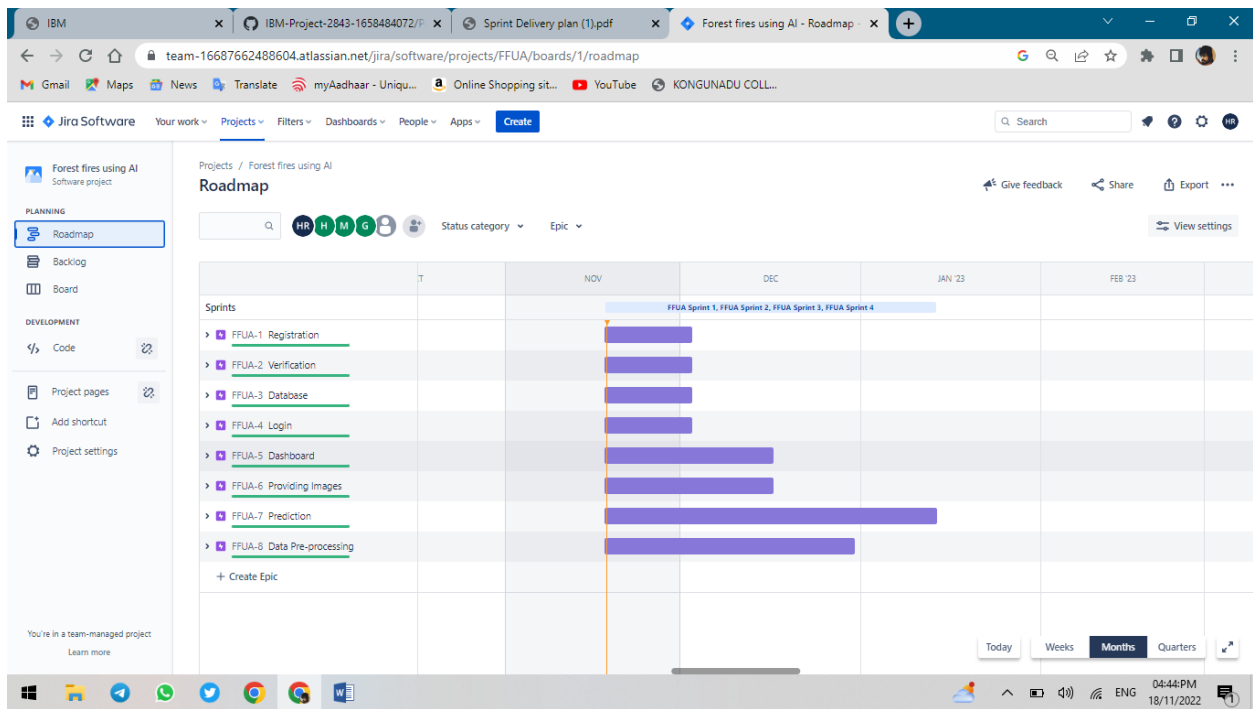 IBM
IBM-Project-2843-1658484072/P
Sprint Delivery plan (1).pdf
Forest fires using AI - Roadmap -
team-16687662488604.atlassian.net/jira/software/projects/FFUA/boards/1/roadmap
Gmail Maps News Translate myAadhaar - Uniqu... Online Shopping sit... YouTube KONGUNADU COLL...
Jira Software Your work Projects Filters Dashboards People Apps Create Search HR
Forest fires using AI
Software project
PLANNING
Roadmap
Backlog
Board
DEVELOPMENT
Code
Project pages
Add shortcut
Project settings
You're in a team-managed project
Learn more
Projects / Forest fires using AI
Roadmap
Give feedback Share Export
HR H M G Status category Epic View settings
T NOV DEC JAN '23 FEB '23
Sprints FFUA Sprint 1, FFUA Sprint 2, FFUA Sprint 3, FFUA Sprint 4
FFUA-1 Registration
FFUA-2 Verification
FFUA-3 Database
FFUA-4 Login
FFUA-5 Dashboard
FFUA-6 Providing Images
FFUA-7 Prediction
FFUA-8 Data Pre-processing
+ Create Epic
Today Weeks Months Quarters
ENG 04:44:PM
18/11/2022